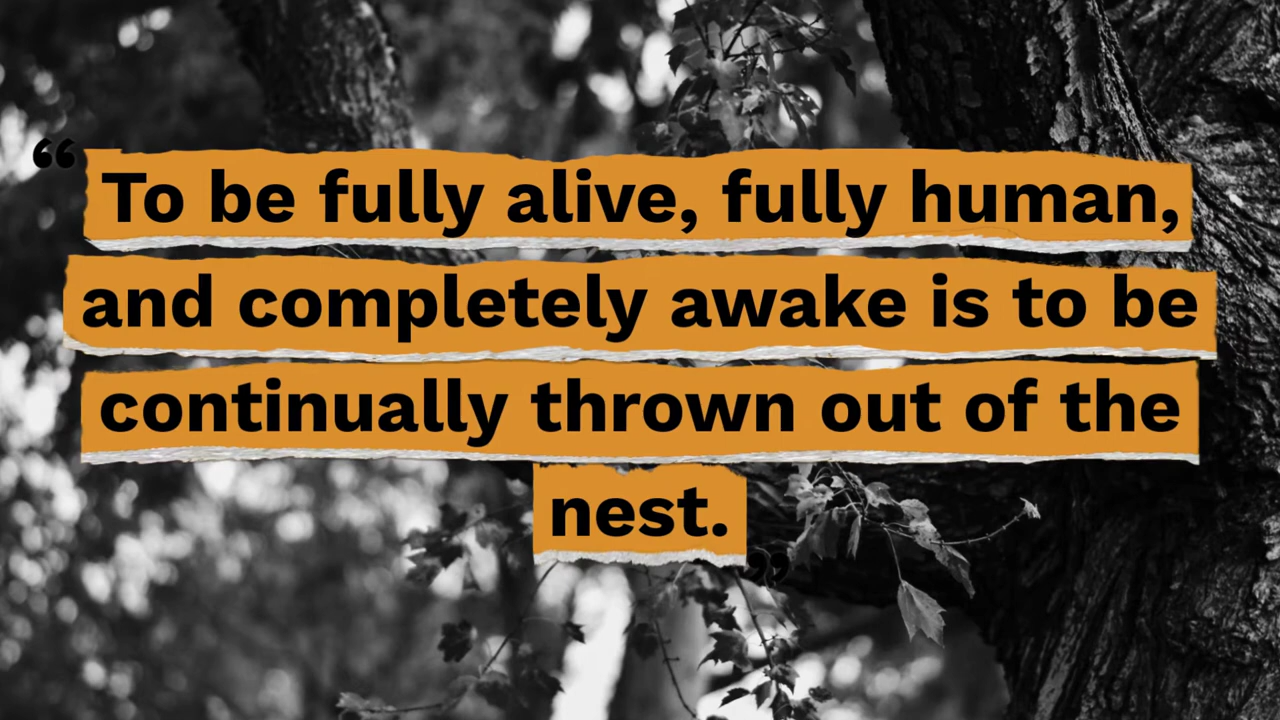 “To be fully alive, fully human,
and completely awake is to be
continually thrown out of the
nest.”